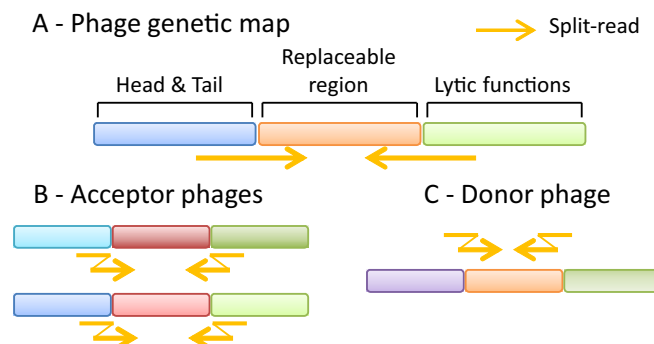 A - Phage genetic map
Split-read
Head & Tail
Replaceable
region
Lytic functions
B - Acceptor phages
C - Donor phage